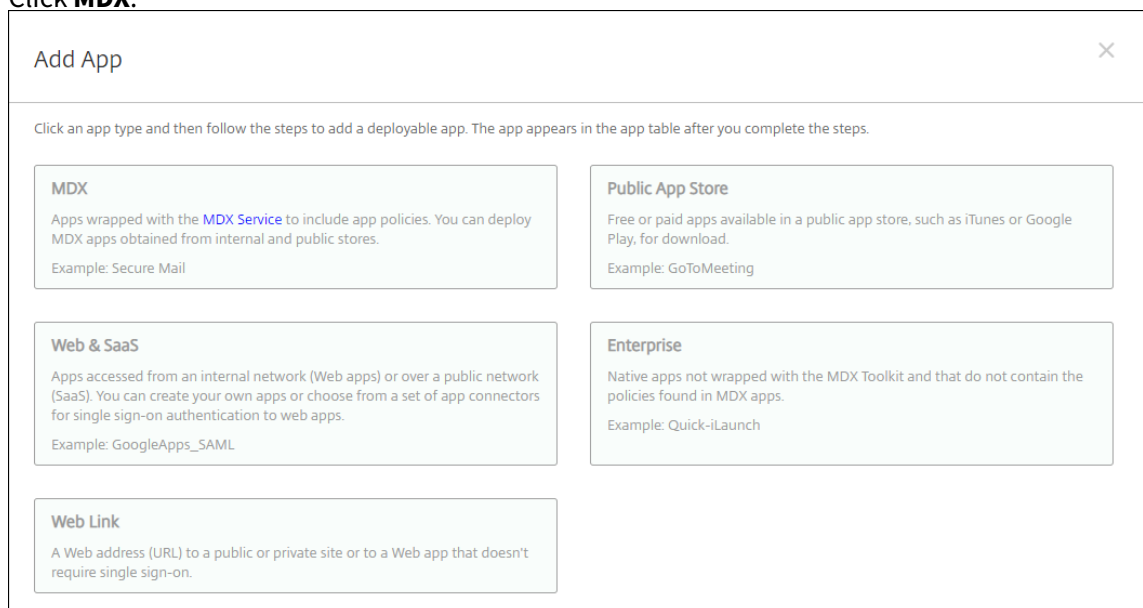 Click MDX.
Add App
Click an app type and then follow the steps to add a deployable app. The app appears in the app table after you complete the steps.
MDX
Apps wrapped with the MDX Service to include app policies. You can deploy
MDX apps obtained from internal and public stores.
Example: Secure Mail
Public App Store
Free or paid apps available in a public app store, such as iTunes or Google
Play, for download.
Example: GoToMeeting
Web & SaaS
Apps accessed from an internal network (Web apps) or over a public network
(SaaS). You can create your own apps or choose from a set of app connectors
for single sign-on authentication to web apps.
Example: GoogleApps_SAML
Enterprise
Native apps not wrapped with the MDX Toolkit and that do not contain the
policies found in MDX apps.
Example: Quick-iLaunch
Web Link
A Web address (URL) to a public or private site or to a Web app that doesn't
require single sign-on.